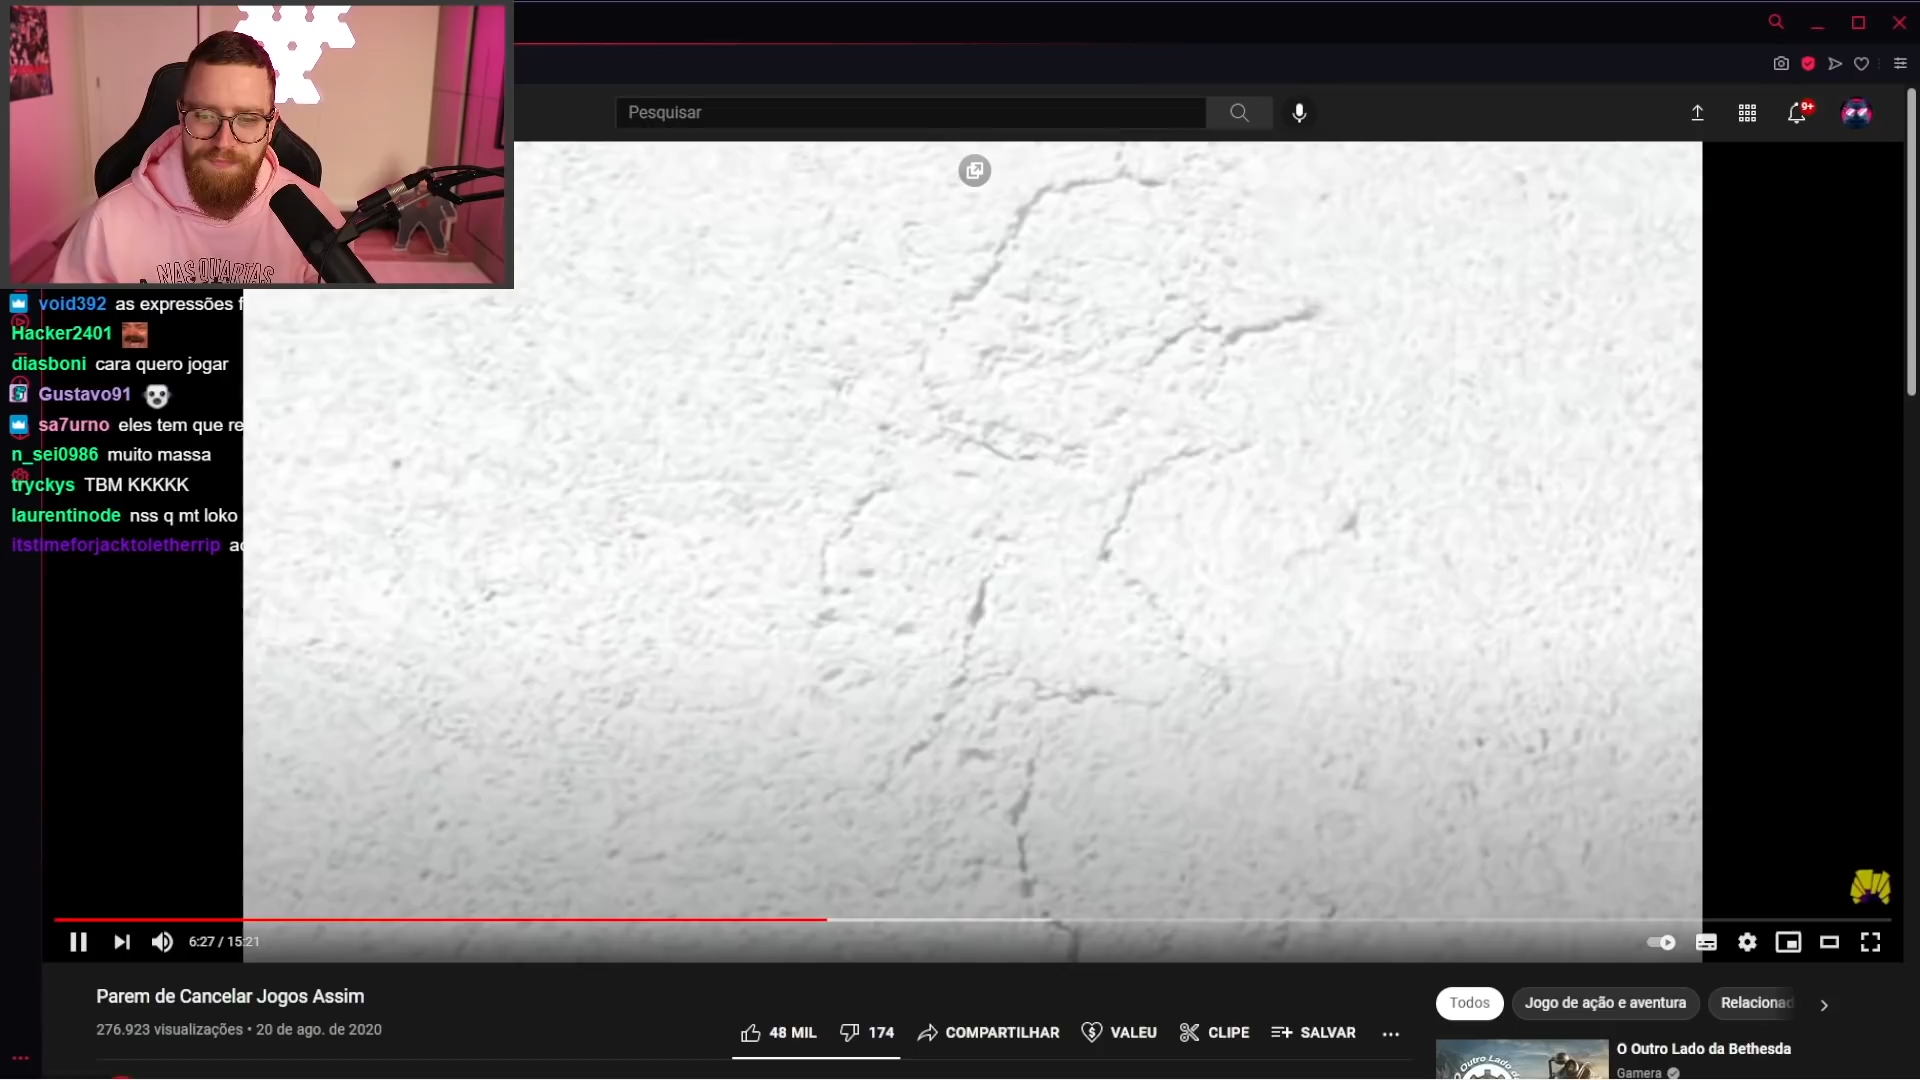 Pesquisar
9+
NAS QUARTAS
void392 as expressões f
Hacker2401
diasboni cara quero jogar
Gustavo91
sa7urno eles tem que re
n_sei0986 muito massa
tryckys TBM KKKKK
laurentinode nss q mt loko
itstimeforjacktoletherrip ac
6:27 / 15:21
Parem de Cancelar Jogos Assim
276.923 visualizações • 20 de ago. de 2020
48 MIL
174
COMPARTILHAR
VALEU
CLIPE
SALVAR
Todos
Jogo de ação e aventura
Relacionad
O Outro Lado da Bethesda
Gamera